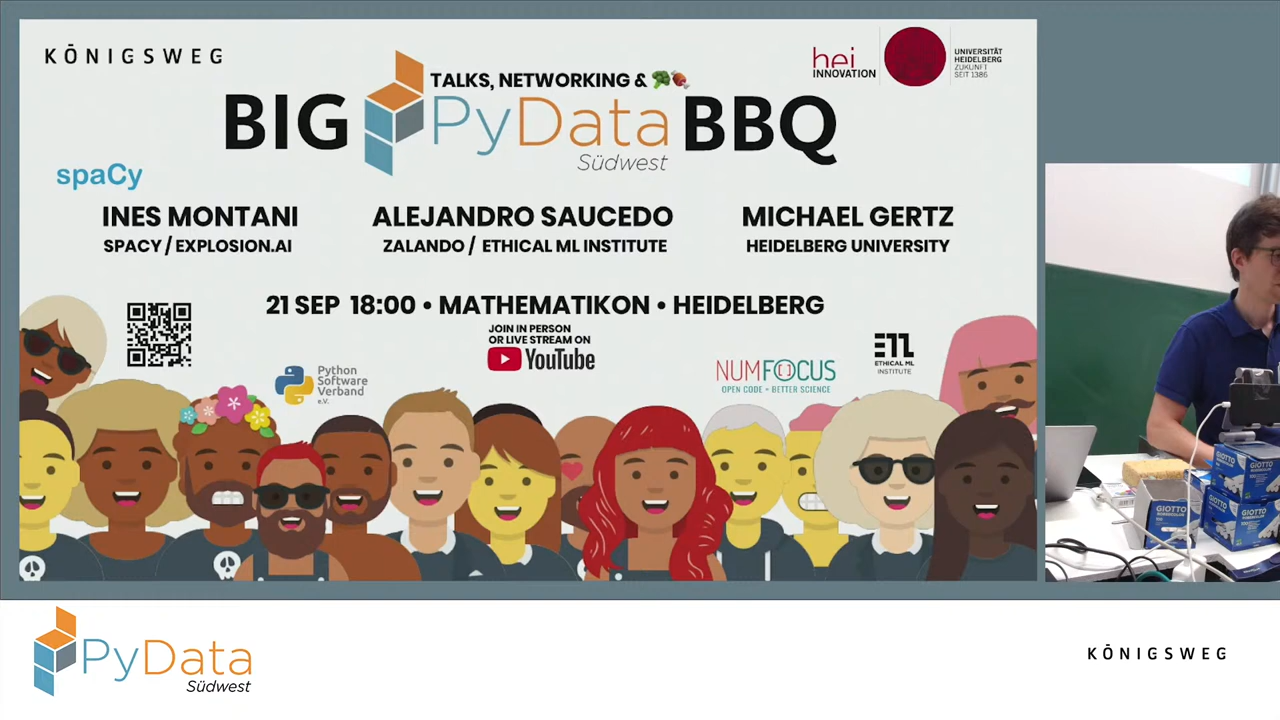 KÖNIGSWEG
hei
INNOVATION
UNIVERSITÄT
HEIDELBERG
ZUKUNFT
SEIT 1386
TALKS, NETWORKING & 🥦🍖
BIG PyData BBQ
Südwest
spaCy
INES MONTANI
SPACY / EXPLOSION.AI
ALEJANDRO SAUCEDO
ZALANDO / ETHICAL ML INSTITUTE
MICHAEL GERTZ
HEIDELBERG UNIVERSITY
21 SEP 18:00 • MATHEMATIKON • HEIDELBERG
JOIN IN PERSON
OR LIVE STREAM ON
YouTube
Python
Software
Verband
e.V.
NUMFOCUS
OPEN CODE = BETTER SCIENCE
EML
ETHICAL ML
INSTITUTE
GIOTTO
GIOTTO
GIOTTO
PyData
Südwest
KÖNIGSWEG